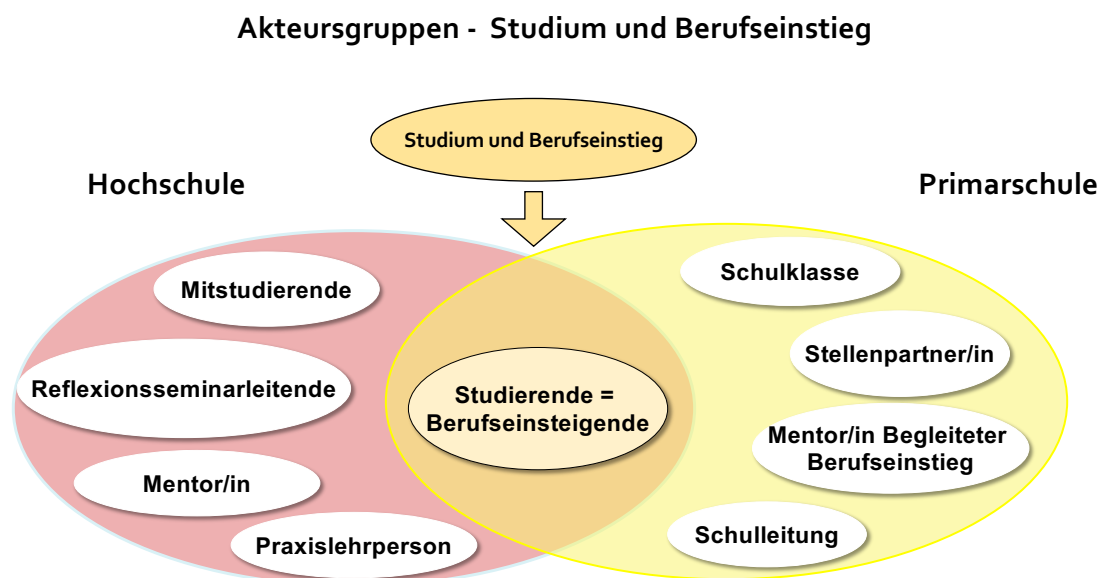 Akteursgruppen - Studium und Berufseinstieg
Studium und Berufseinstieg
Hochschule
Primarschule
Mitstudierende
Reflexionsseminarleitende
Mentor/in
Praxislehrperson
Studierende =
Berufseinsteigende
Schulklasse
Stellenpartner/in
Mentor/in Begleiteter
Berufseinstieg
Schulleitung